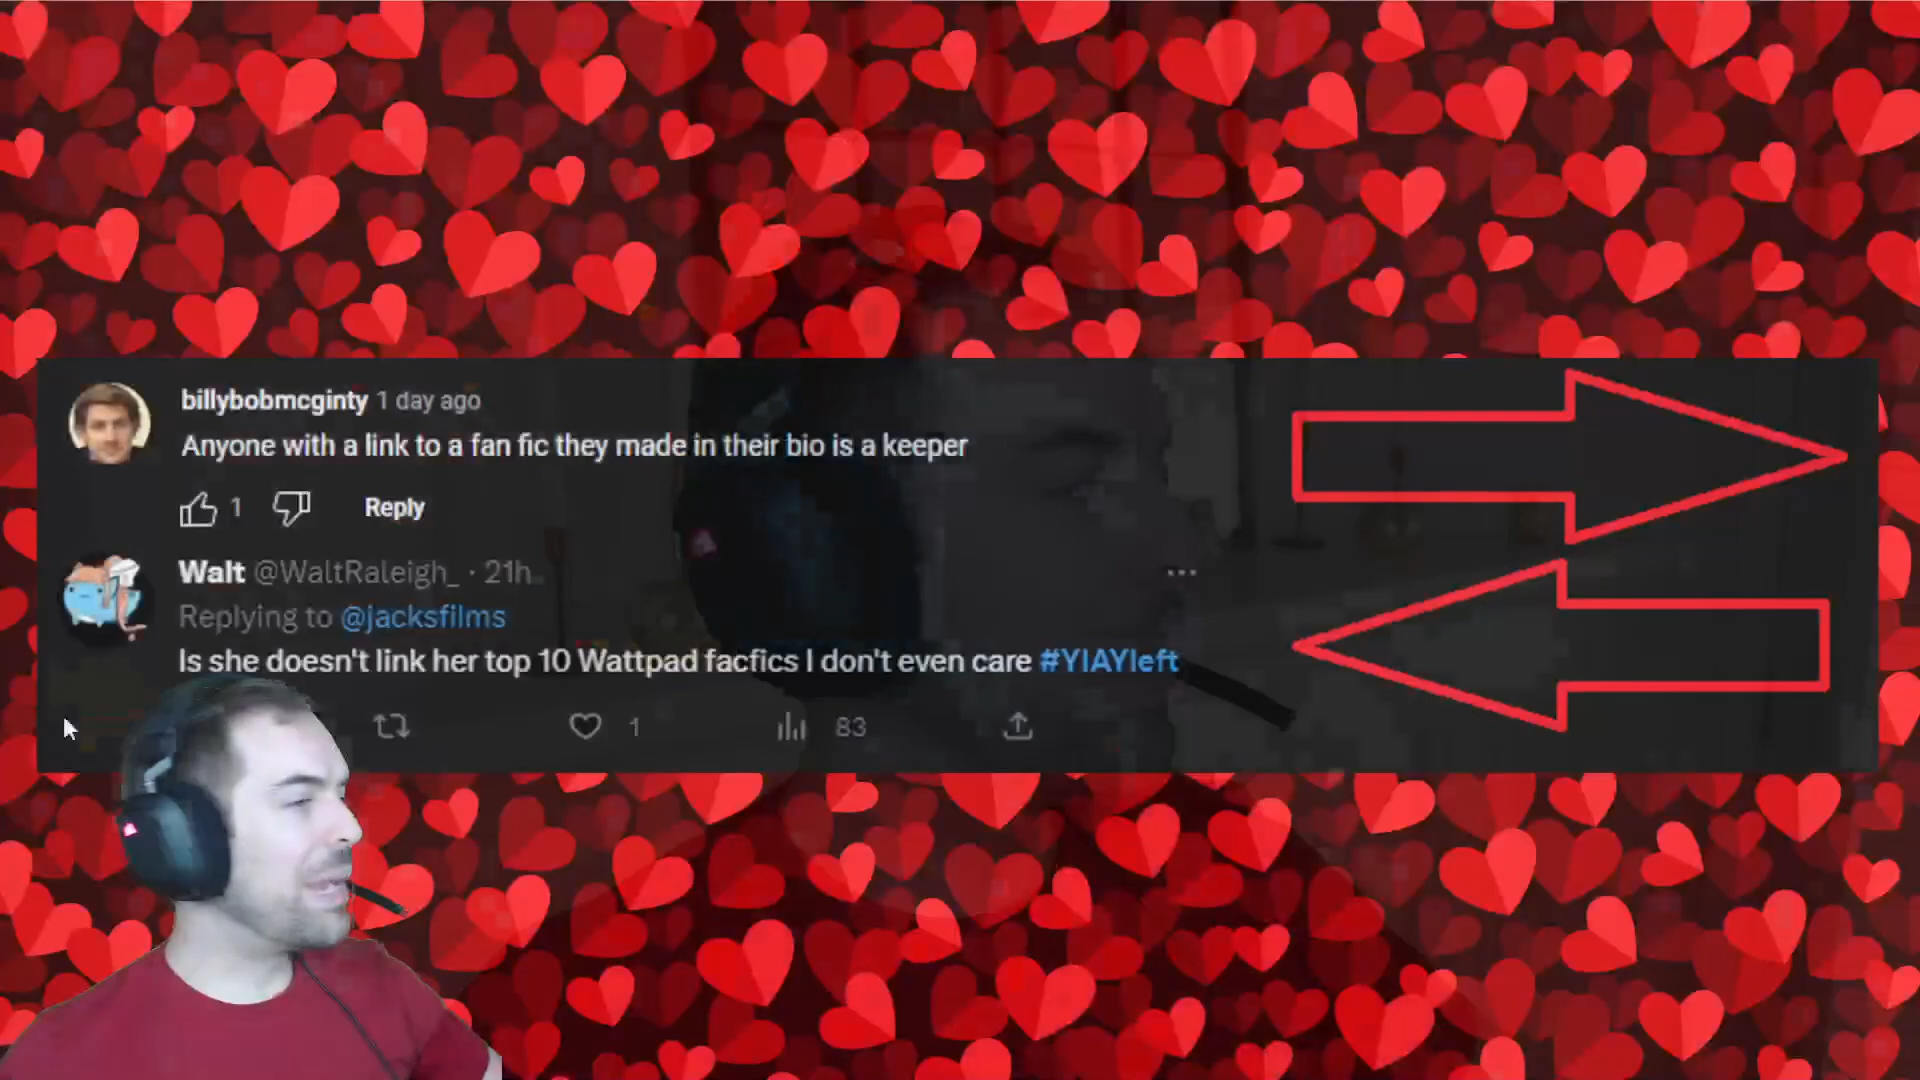 billybobmcginty 1 day ago
Anyone with a link to a fan fic they made in their bio is a keeper
1 Reply
Walt @WaltRaleigh_ · 21h
Replying to @jacksfilms
Is she doesn't link her top 10 Wattpad facfics I don't even care #YIAYleft
1 83